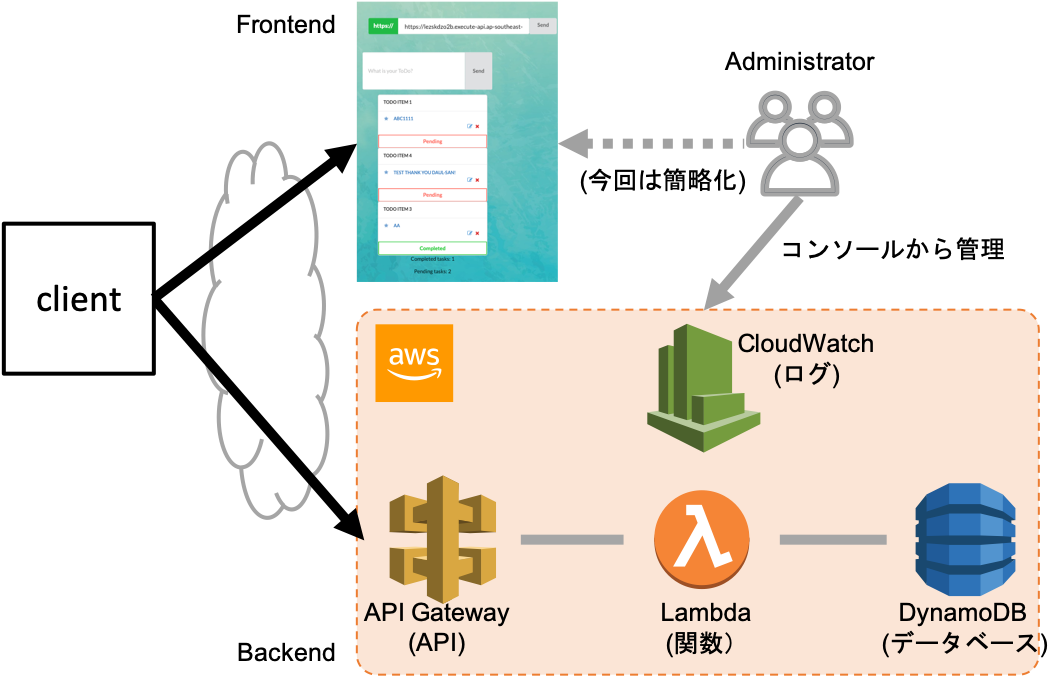 Frontend
https://
https://lezskdzo2b.execute-api.ap-southeast-
Send
What is your ToDo?
Send
TODO ITEM 1
ABC1111
Pending
TODO ITEM 4
TEST THANK YOU DAUL SAN!
Pending
TODO ITEM 3
AA
Completed
Completed tasks: 1
Pending tasks: 2
Administrator
(今回は簡略化)
コンソールから管理
client
aws
CloudWatch
(ログ)
API Gateway
(API)
Lambda
(関数）
DynamoDB
(データベース)
Backend